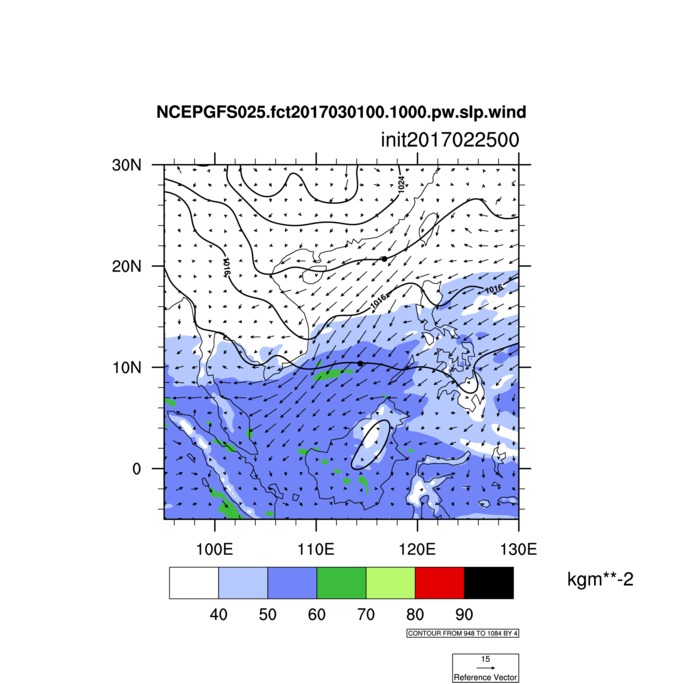 NCEPGFS025.fct2017030100.1000.pw.slp.wind
init2017022500
30N
1024
20N
1016
1016
1016
10N
0
100E 110E 120E 130E
kgm**-2
40 50 60 70 80 90
CONTOUR FROM 948 TO 1084 BY 4
15
Reference Vector